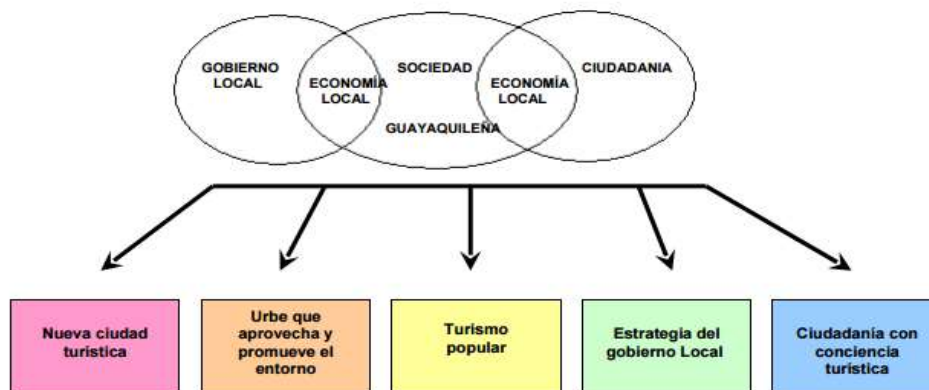 GOBIERNO
LOCAL
ECONOMÍA
LOCAL
SOCIEDAD
GUAYAQUILEÑA
ECONOMÍA
LOCAL
CIUDADANIA
Nueva ciudad
turística
Urbe que
aprovecha y
promueve el
entorno
Turismo
popular
Estrategia del
gobierno Local
Ciudadanía con
conciencia
turística